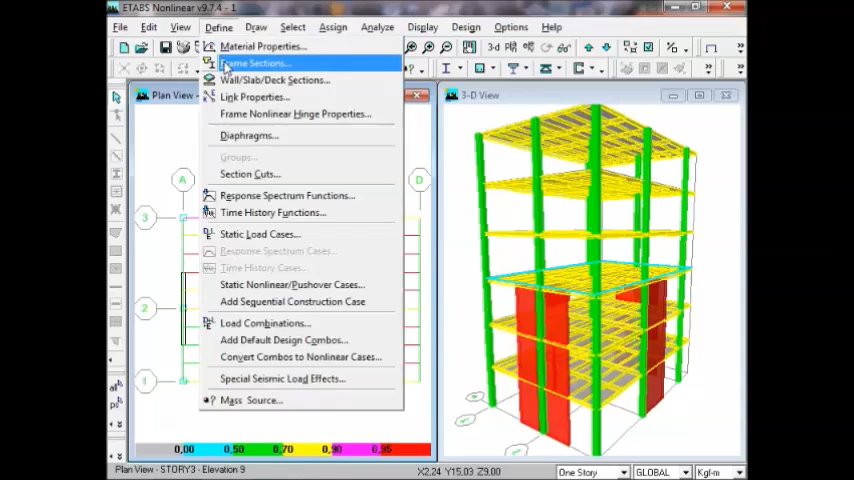 ETABS Nonlinear v9.7.4 - 1
File Edit View Define Draw Select Assign Analyze Display Design Options Help
Material Properties...
3-d
Frame Sections...
Wall/Slab/Deck Sections...
Plan View
3-D View
Link Properties...
Frame Nonlinear Hinge Properties...
Diaphragms...
Groups...
Section Cuts...
A
D
Response Spectrum Functions...
Time History Functions...
3
Static Load Cases...
Response Spectrum Cases...
Time History Cases...
Static Nonlinear/Pushover Cases...
Add Sequential Construction Case
2
Load Combinations...
Add Default Design Combos...
Convert Combos to Nonlinear Cases...
Special Seismic Load Effects...
1
Mass Source...
0,00 0,50 0,70 0,90 0,95
Plan View - STORY3 - Elevation 9
X2.24 Y15.03 Z9.00
One Story
GLOBAL
Kgf-m